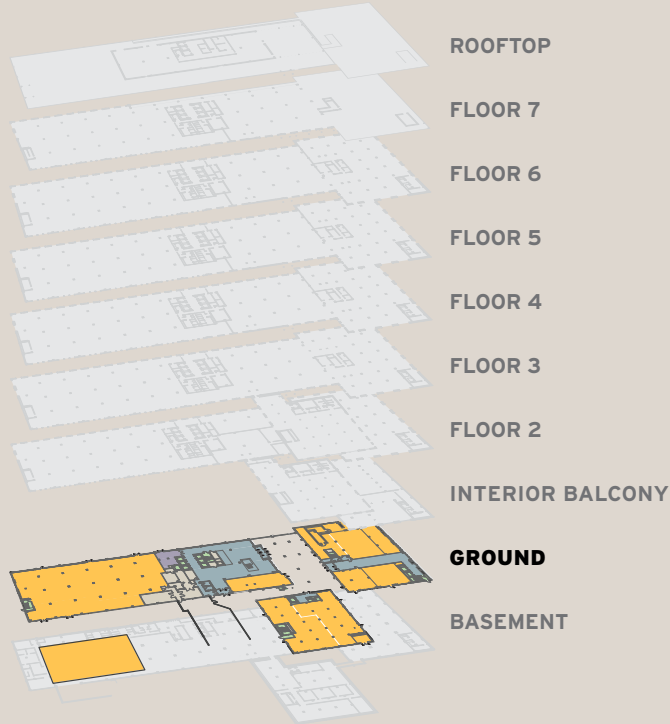 ROOFTOP
FLOOR 7
FLOOR 6
FLOOR 5
FLOOR 4
FLOOR 3
FLOOR 2
INTERIOR BALCONY
GROUND
BASEMENT